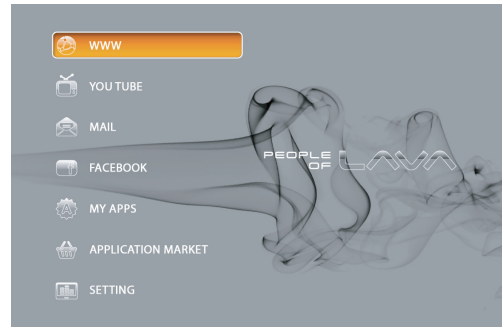 WWW
YOU TUBE
MAIL
FACEBOOK
MY APPS
APPLICATION MARKET
SETTING
PEOPLE
OF LAVA